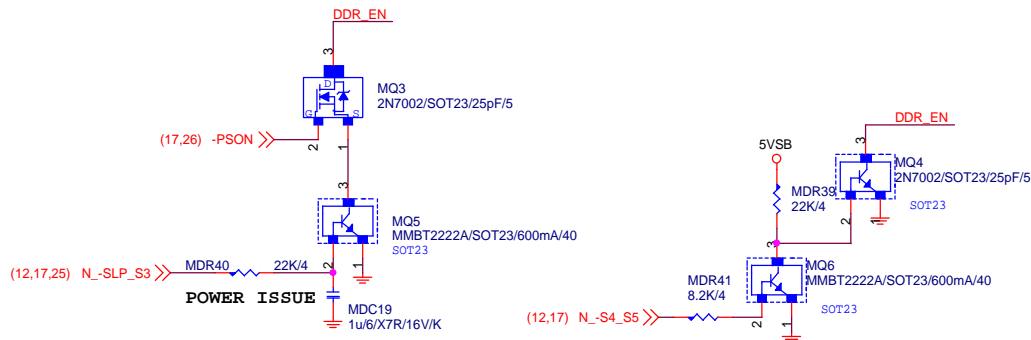 DDR_EN
3
D
MQ3
2N7002/SOT23/25pF/5
G
S
(17,26) -PSON
2
1
3
MQ5
MMBT2222A/SOT23/600mA/40
SOT23
2
1
(12,17,25) N_-SLP_S3
MDR40
22K/4
POWER ISSUE
MDC19
1u/6/X7R/16V/K
DDR_EN
5VSB
3
MQ4
2N7002/SOT23/25pF/5
MDR39
22K/4
SOT23
2
1
3
MQ6
MMBT2222A/SOT23/600mA/40
MDR41
8.2K/4
SOT23
2
1
(12,17) N_-S4_S5